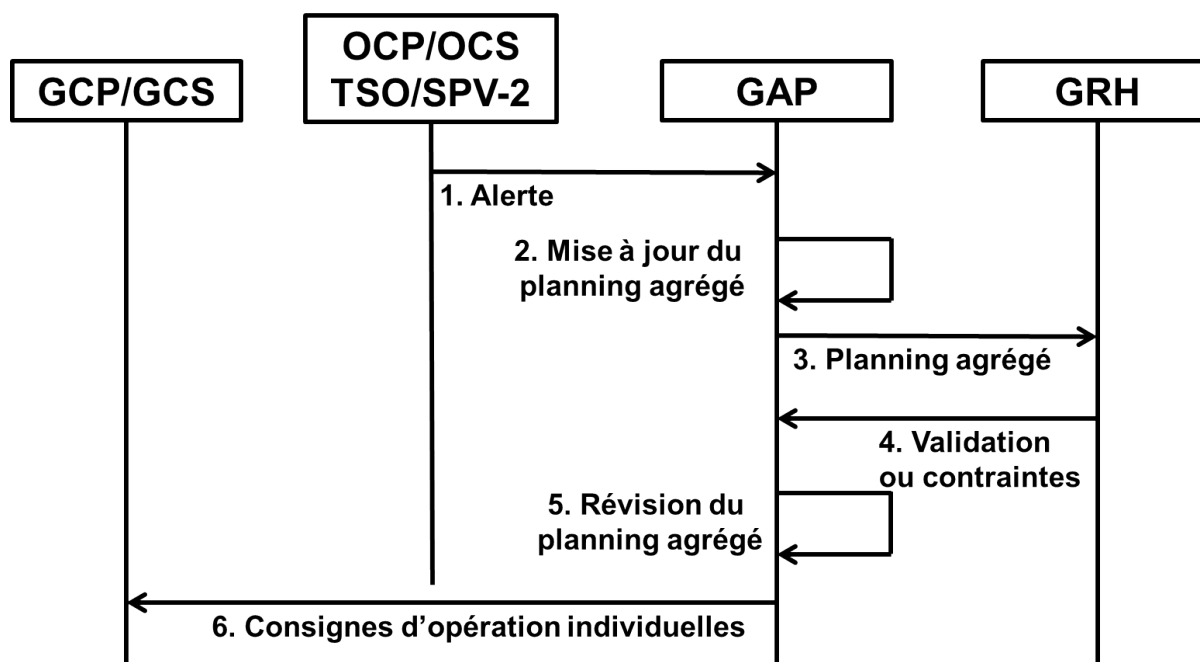 OCP/OCS
TSO/SPV-2
GCP/GCS
GAP
GRH
1. Alerte
2. Mise à jour du
planning agrégé
3. Planning agrégé
4. Validation
ou contraintes
5. Révision du
planning agrégé
6. Consignes d’opération individuelles